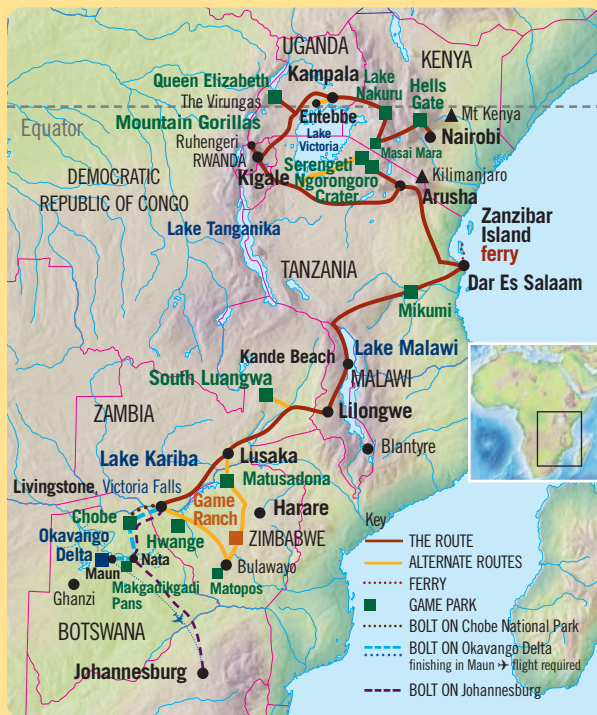 UGANDA
KENYA
Kampala
Queen Elizabeth
Lake
Nakuru
Hells
Gate
The Virungas
Entebbe
Mt Kenya
Equator
Mountain Gorillas
Lake
Victoria
Nairobi
Ruhengeri
Masai Mara
RWANDA
Serengeti
Kigale
Ngorongoro
Crater
Kilimanjaro
Arusha
DEMOCRATIC
REPUBLIC OF CONGO
Lake Tanganika
Zanzibar
Island
ferry
TANZANIA
Dar Es Salaam
Mikumi
Kande Beach
Lake Malawi
South Luangwa
MALAWI
ZAMBIA
Lilongwe
Lake Kariba
Lusaka
Blantyre
Livingstone, Victoria Falls
Matusadona
Chobe
Game
Ranch
Harare
Okavango
Delta
Hwange
ZIMBABWE
Nata
Maun
Bulawayo
Makgadikgadi
Pans
Matopos
Ghanzi
BOTSWANA
Johannesburg
Key
THE ROUTE
ALTERNATE ROUTES
FERRY
GAME PARK
BOLT ON Chobe National Park
BOLT ON Okavango Delta
finishing in Maun ✈ flight required
BOLT ON Johannesburg